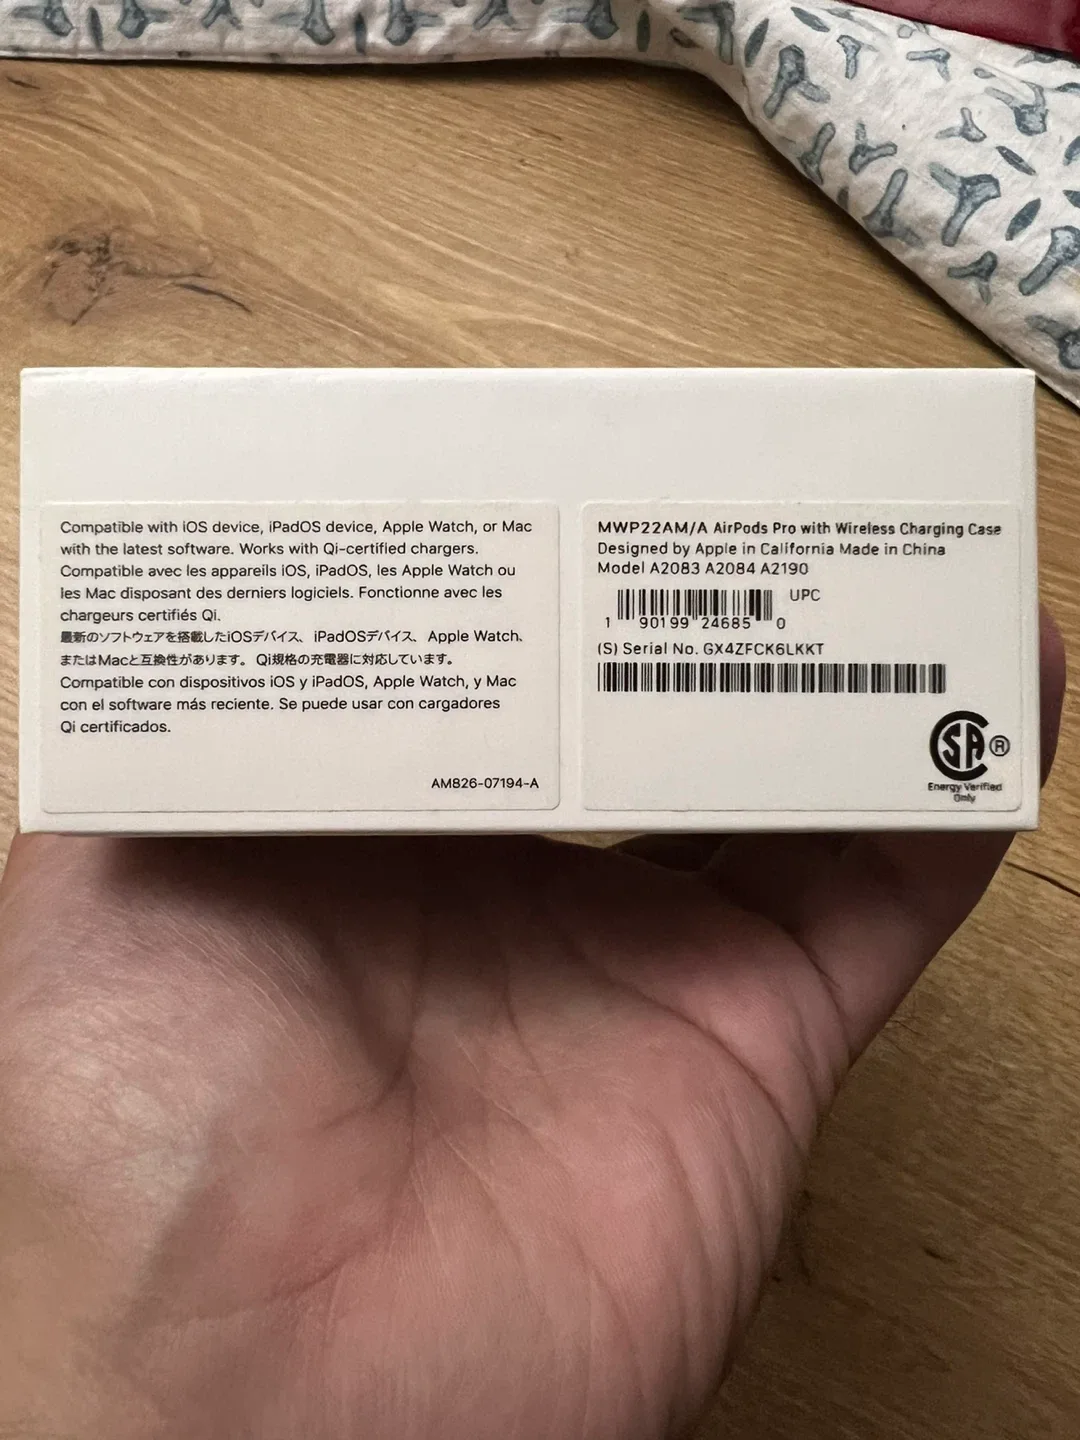 Compatible with iOS device, iPadOS device, Apple Watch, or Mac
with the latest software. Works with Qi-certified chargers.
Compatible avec les appareils iOS, iPadOS, les Apple Watch ou
les Mac disposant des derniers logiciels. Fonctionne avec les
chargeurs certifiés Qi.
最新のソフトウェアを搭載したiOSデバイス、iPadOSデバイス、Apple Watch、
またはMacと互換性があります。Qi規格の充電器に対応しています。
Compatible con dispositivos iOS y iPadOS, Apple Watch, y Mac
con el software más reciente. Se puede usar con cargadores
Qi certificados.
AM826-07194-A
MWP22AM/A AirPods Pro with Wireless Charging Case
Designed by Apple in California Made in China
Model A2083 A2084 A2190
UPC
1 90199 24685 0
(S) Serial No. GX4ZFCK6LKKT
SA ®
Energy Verified
Only